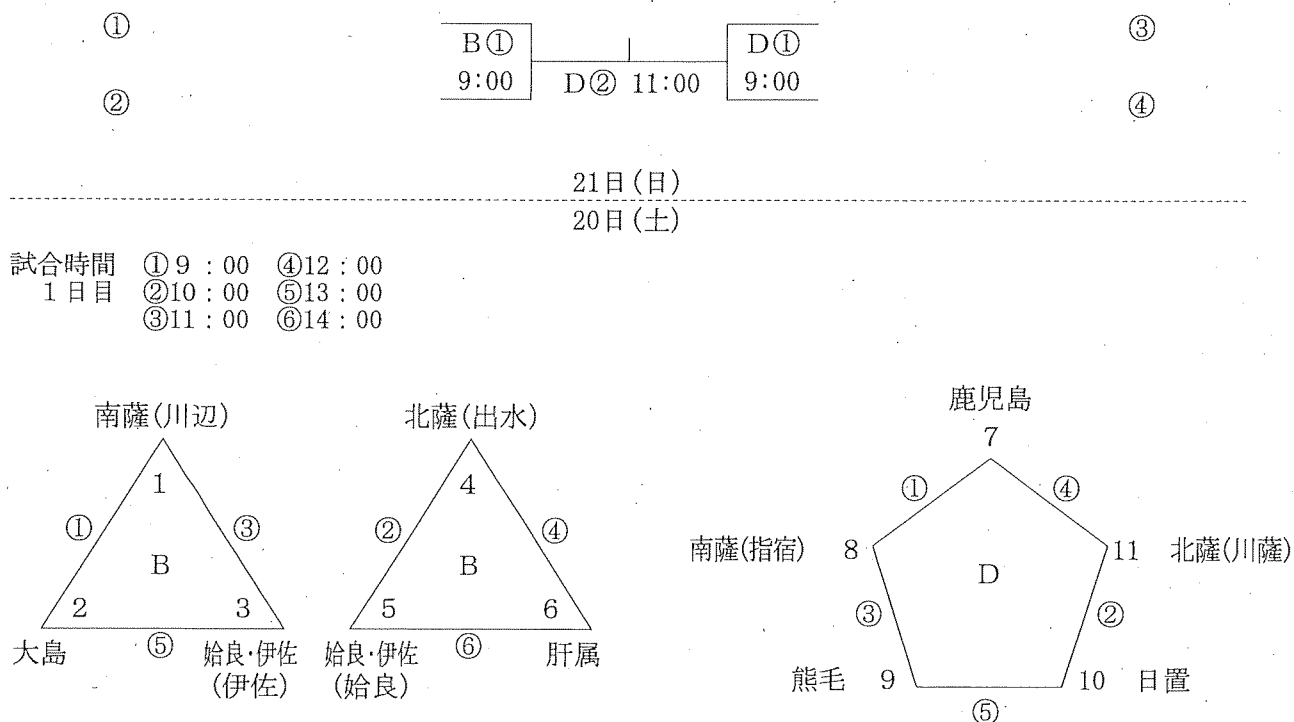 ①
②
B①
9:00
D② 11:00
D①
9:00
③
④
21日(日)
20日(土)
試合時間 ①9:00 ④12:00
1日目 ②10:00 ⑤13:00
③11:00 ⑥14:00
南薩(川辺)
1
①
③
B
2
3
大島
⑤
姶良・伊佐
(伊佐)
北薩(出水)
4
②
④
B
5
6
姶良・伊佐
(姶良)
⑥
肝属
鹿児島
7
①
④
南薩(指宿) 8
11 北薩(川薩)
D
③
②
熊毛 9
10 日置
⑤